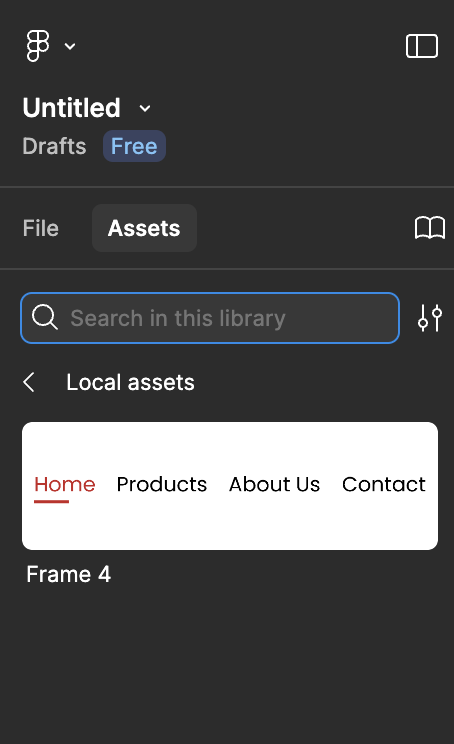 Untitled
Drafts Free
File Assets
Search in this library
Local assets
Home Products About Us Contact
Frame 4